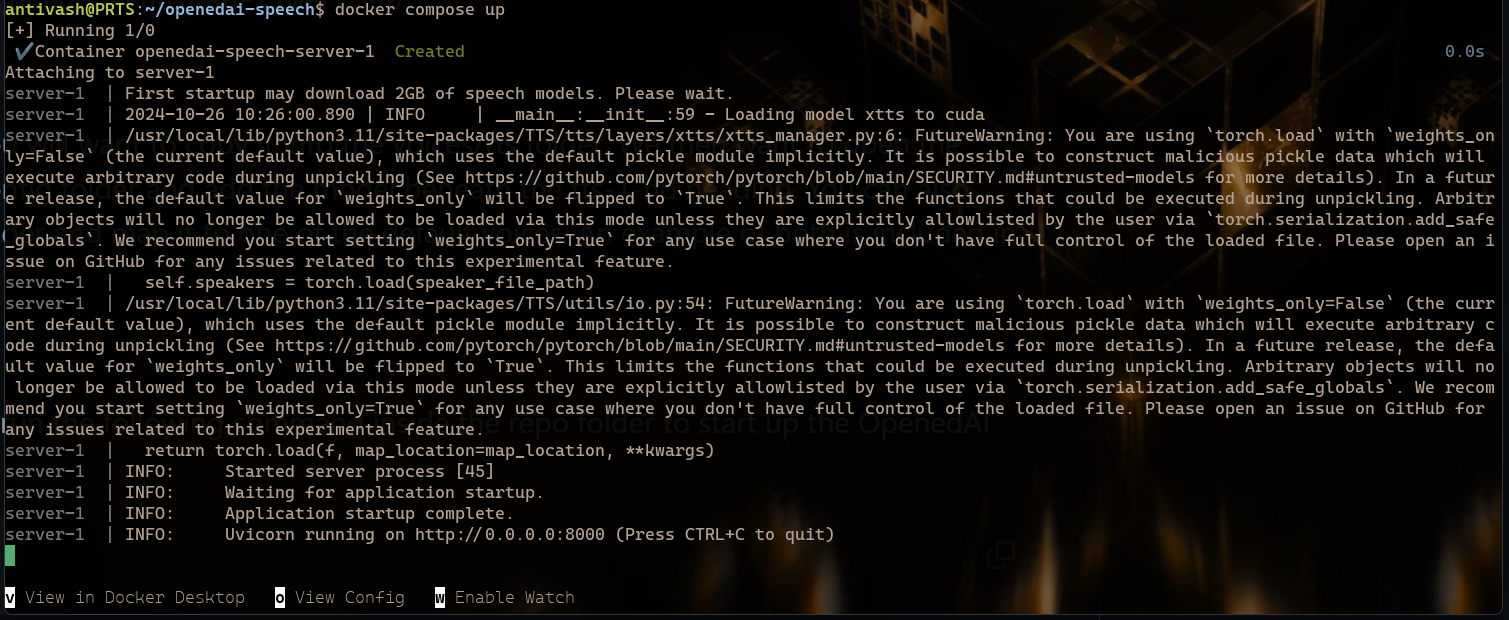 antivash@PRTS:~/openedai-speech$ docker compose up
[+] Running 1/0
✔Container openedai-speech-server-1  Created 0.0s
Attaching to server-1
server-1  | First startup may download 2GB of speech models. Please wait.
server-1  | 2024-10-26 10:26:00.890 | INFO     | __main__:__init__:59 - Loading model xtts to cuda
server-1  | /usr/local/lib/python3.11/site-packages/TTS/tts/layers/xtts/xtts_manager.py:6: FutureWarning: You are using `torch.load` with `weights_on
ly=False` (the current default value), which uses the default pickle module implicitly. It is possible to construct malicious pickle data which will
execute arbitrary code during unpickling (See https://github.com/pytorch/pytorch/blob/main/SECURITY.md#untrusted-models for more details). In a futur
e release, the default value for `weights_only` will be flipped to `True`. This limits the functions that could be executed during unpickling. Arbitr
ary objects will no longer be allowed to be loaded via this mode unless they are explicitly allowlisted by the user via `torch.serialization.add_safe
_globals`. We recommend you start setting `weights_only=True` for any use case where you don't have full control of the loaded file. Please open an i
ssue on GitHub for any issues related to this experimental feature.
server-1  |   self.speakers = torch.load(speaker_file_path)
server-1  | /usr/local/lib/python3.11/site-packages/TTS/utils/io.py:54: FutureWarning: You are using `torch.load` with `weights_only=False` (the curr
ent default value), which uses the default pickle module implicitly. It is possible to construct malicious pickle data which will execute arbitrary c
ode during unpickling (See https://github.com/pytorch/pytorch/blob/main/SECURITY.md#untrusted-models for more details). In a future release, the defa
ult value for `weights_only` will be flipped to `True`. This limits the functions that could be executed during unpickling. Arbitrary objects will no
 longer be allowed to be loaded via this mode unless they are explicitly allowlisted by the user via `torch.serialization.add_safe_globals`. We recom
mend you start setting `weights_only=True` for any use case where you don't have full control of the loaded file. Please open an issue on GitHub for
any issues related to this experimental feature.
server-1  |   return torch.load(f, map_location=map_location, **kwargs)
server-1  | INFO:     Started server process [45]
server-1  | INFO:     Waiting for application startup.
server-1  | INFO:     Application startup complete.
server-1  | INFO:     Uvicorn running on http://0.0.0.0:8000 (Press CTRL+C to quit)
v View in Docker Desktop   o View Config   w Enable Watch